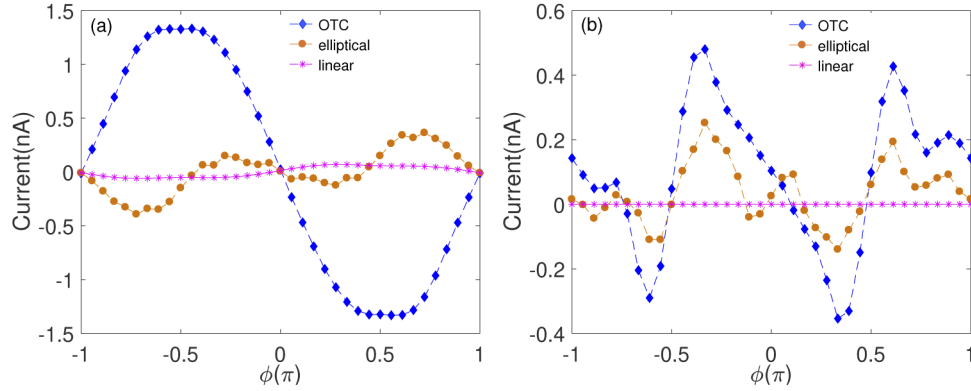 (a)
OTC
elliptical
linear
Current(nA)
1.5
1
0.5
0
-0.5
-1
-1.5
-1 -0.5 0 0.5 1
ϕ(π)
(b)
OTC
elliptical
linear
Current(nA)
0.6
0.4
0.2
0
-0.2
-0.4
-1 -0.5 0 0.5 1
ϕ(π)